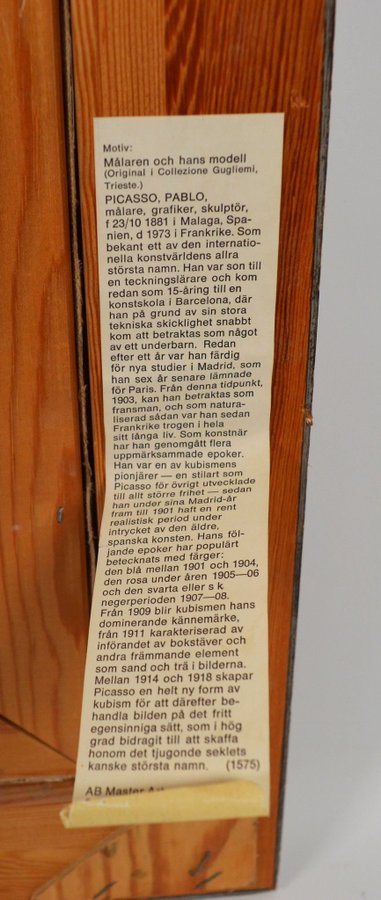 Motiv:
Målaren och hans modell
(Original i Collezione Gugliemi,
Trieste.)
PICASSO, PABLO,
målare, grafiker, skulptör,
f 23/10 1881 i Malaga, Spa-
nien, d 1973 i Frankrike. Som
bekant ett av den internatio-
nella konstvärldens allra
största namn. Han var son till
en teckningslärare och kom
redan som 15-åring till en
konstskola i Barcelona, där
han på grund av sin stora
tekniska skicklighet snabbt
kom att betraktas som något
av ett underbarn. Redan
efter ett år var han färdig
för nya studier i Madrid, som
han sex år senare lämnade
för Paris. Från denna tidpunkt,
1903, kan han betraktas som
fransman, och som natura-
liserad sådan var han sedan
Frankrike trogen i hela
sitt långa liv. Som konstnär
har han genomgått flera
uppmärksammade epoker.
Han var en av kubismens
pionjärer — en stilart som
Picasso för övrigt utvecklade
till allt större frihet — sedan
han under sina Madrid-år
fram till 1901 haft en rent
realistisk period under
intrycket av den äldre,
spanska konsten. Hans föl-
jande epoker har populärt
betecknats med färger:
den blå mellan 1901 och 1904,
den rosa under åren 1905—06
och den svarta eller s k
negerperioden 1907—08.
Från 1909 blir kubismen hans
dominerande kännemärke,
från 1911 karakteriserad av
införandet av bokstäver och
andra främmande element
som sand och trä i bilderna.
Mellan 1914 och 1918 skapar
Picasso en helt ny form av
kubism för att därefter be-
handla bilden på det fritt
egensinniga sätt, som i hög
grad bidragit till att skaffa
honom det tjugonde seklets
kanske största namn. (1575)
AB Master Art